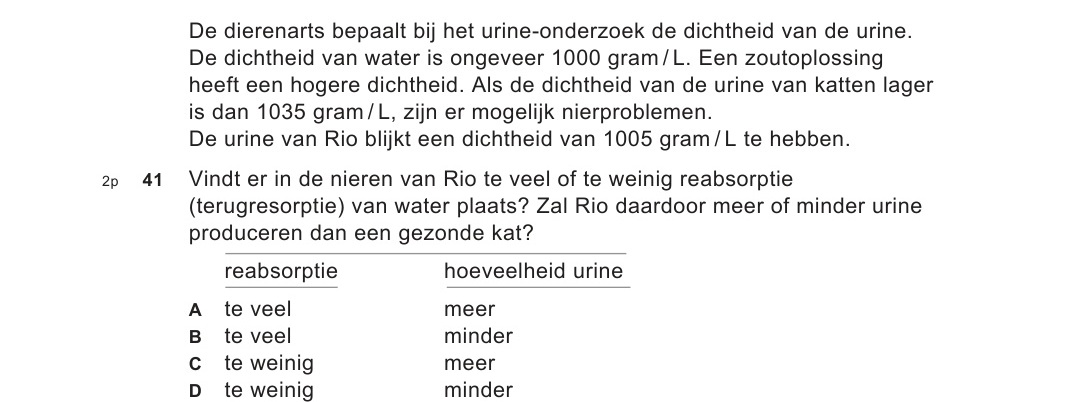 De dierenarts bepaalt bij het urine-onderzoek de dichtheid van de urine.
De dichtheid van water is ongeveer 1000 gram/L. Een zoutoplossing
heeft een hogere dichtheid. Als de dichtheid van de urine van katten lager
is dan 1035 gram/L, zijn er mogelijk nierproblemen.
De urine van Rio blijkt een dichtheid van 1005 gram/L te hebben.
2p 41 Vindt er in de nieren van Rio te veel of te weinig reabsorptie
(terugresorptie) van water plaats? Zal Rio daardoor meer of minder urine
produceren dan een gezonde kat?
reabsorptie hoeveelheid urine
A te veel meer
B te veel minder
C te weinig meer
D te weinig minder